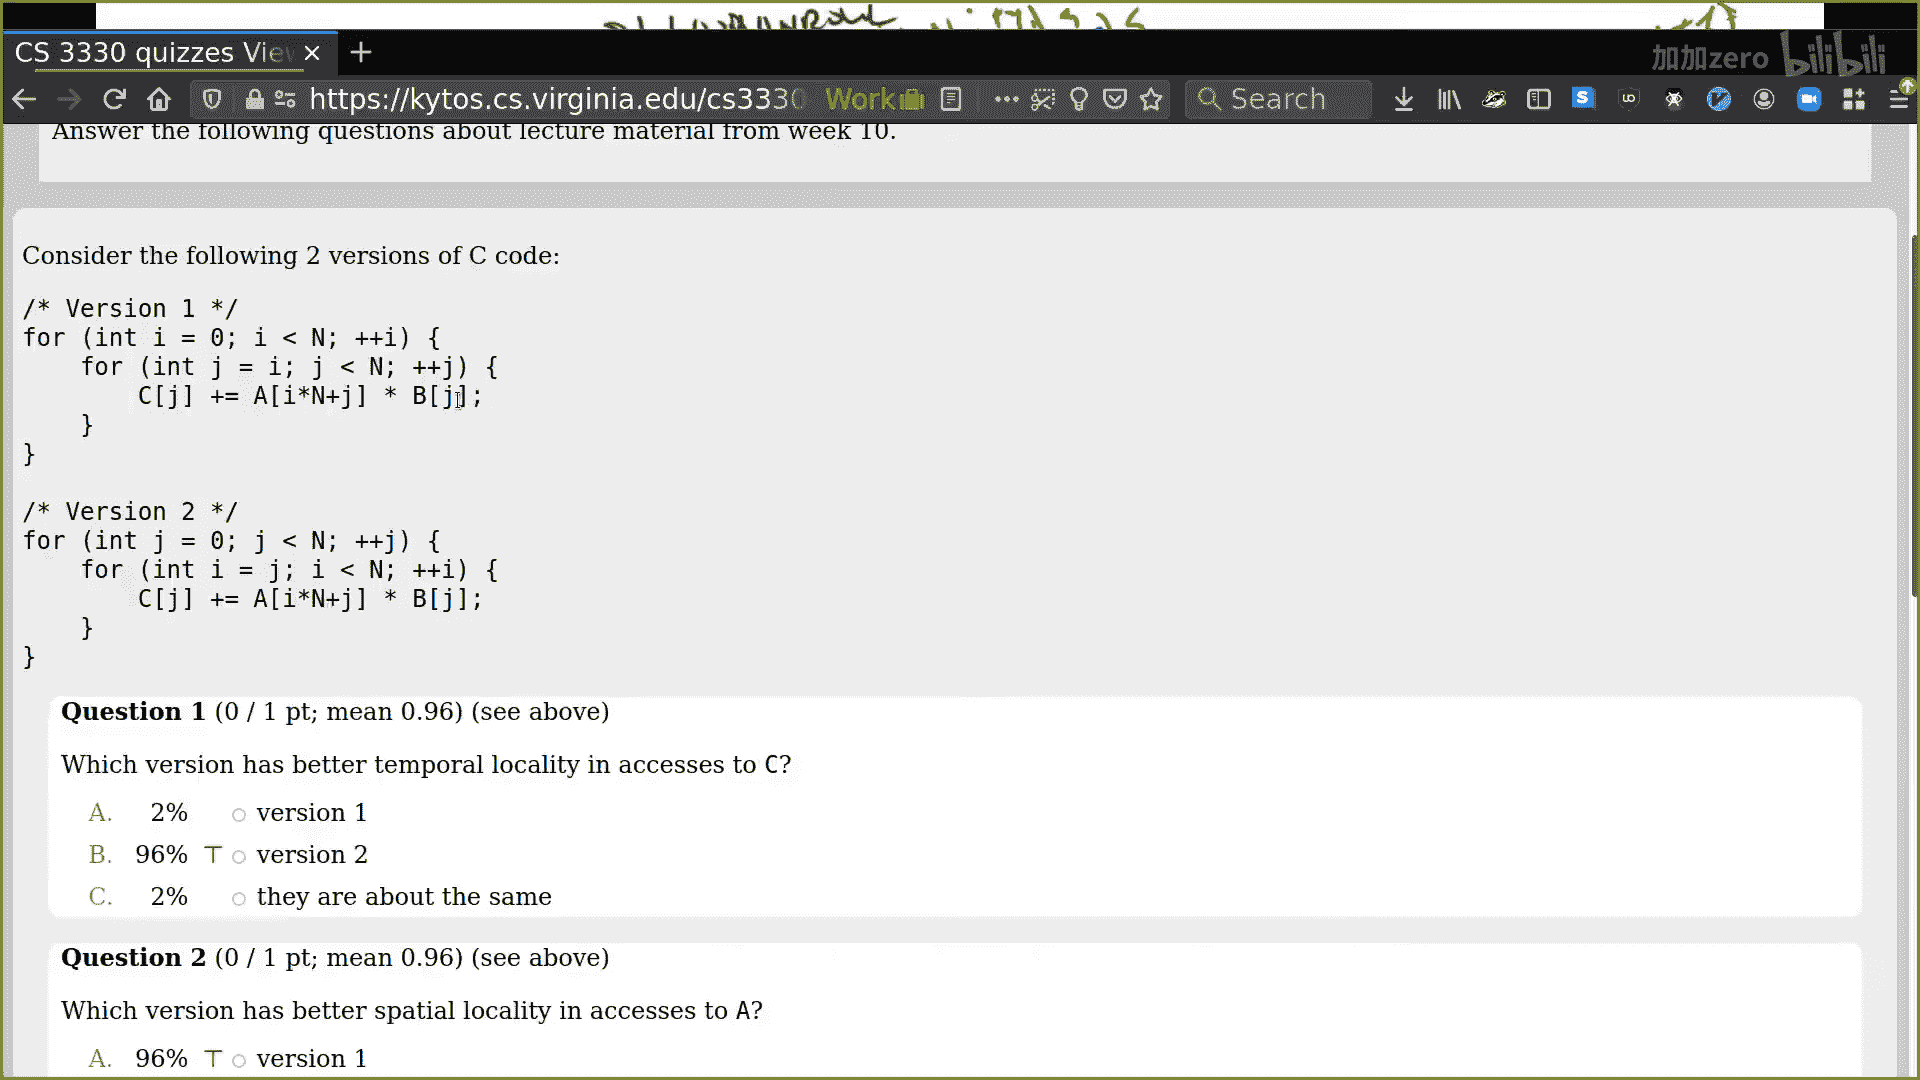 CS 3330 quizzes Vie
加加zero bilibili
https://kytos.cs.virginia.edu/cs3330
Work
Search
Answer the following questions about lecture material from week 10.
Consider the following 2 versions of C code:
/* Version 1 */
for (int i = 0; i < N; ++i) {
    for (int j = i; j < N; ++j) {
        C[j] += A[i*N+j] * B[j];
    }
}
/* Version 2 */
for (int j = 0; j < N; ++j) {
    for (int i = j; i < N; ++i) {
        C[j] += A[i*N+j] * B[j];
    }
}
Question 1 (0 / 1 pt; mean 0.96) (see above)
Which version has better temporal locality in accesses to C?
A. 2% version 1
B. 96% ⊤ version 2
C. 2% they are about the same
Question 2 (0 / 1 pt; mean 0.96) (see above)
Which version has better spatial locality in accesses to A?
A. 96% ⊤ version 1